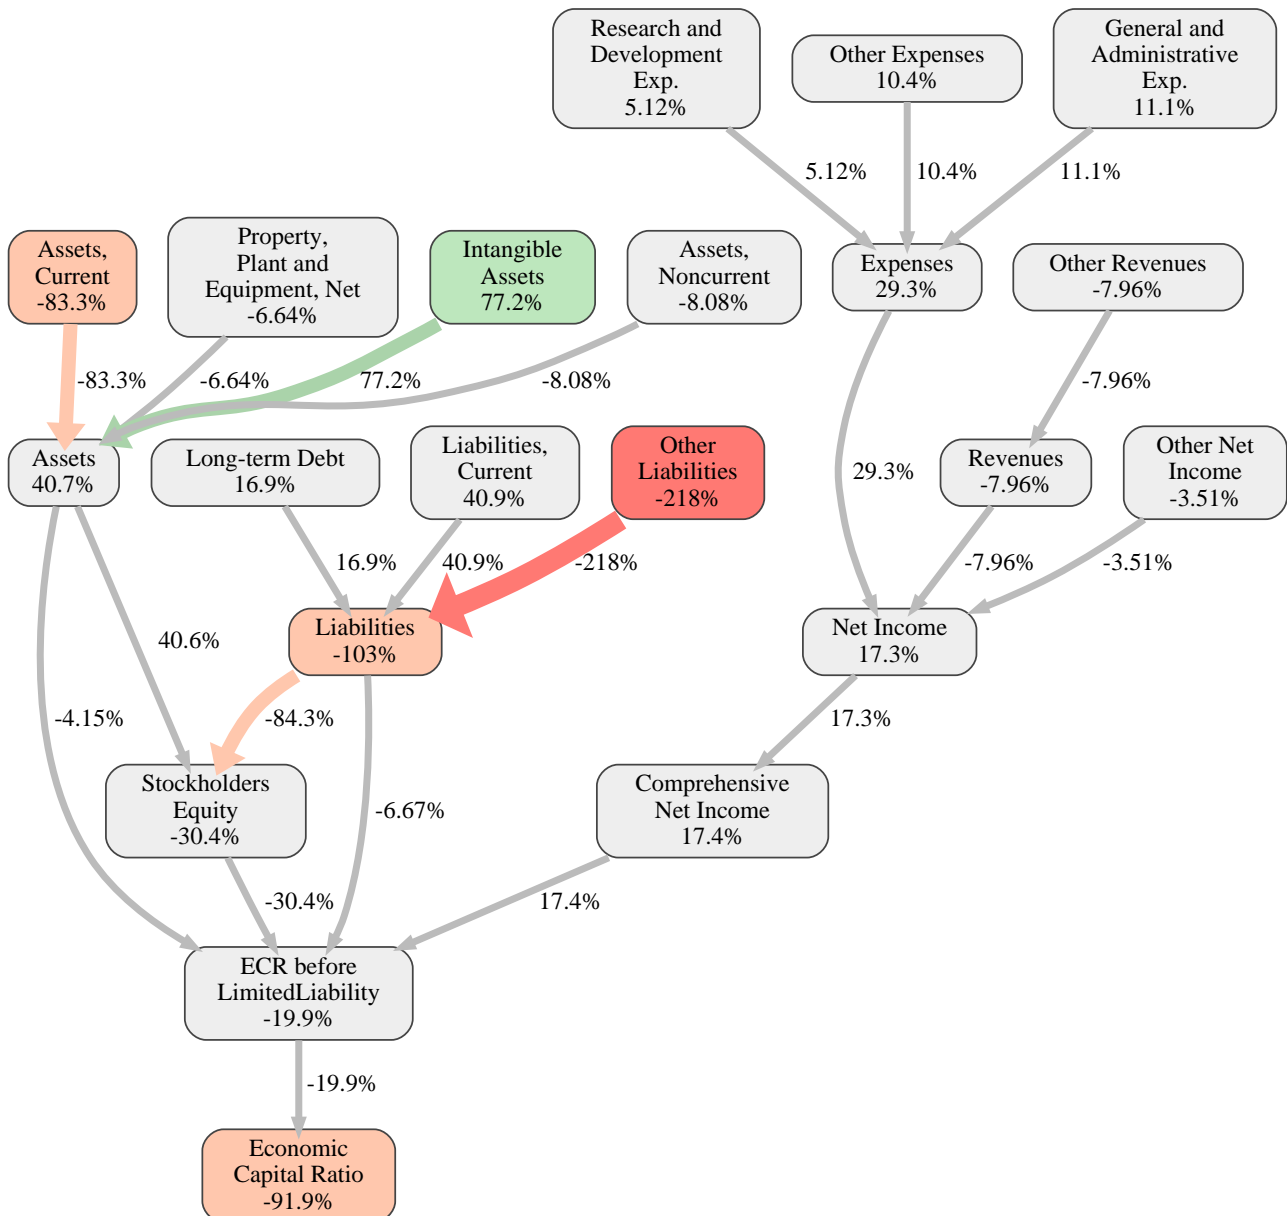 Research and
Development
Exp.
5.12%
Other Expenses
10.4%
General and
Administrative
Exp.
11.1%
5.12%
10.4%
11.1%
Assets,
Current
-83.3%
Property,
Plant and
Equipment, Net
-6.64%
Intangible
Assets
77.2%
Assets,
Noncurrent
-8.08%
Expenses
29.3%
Other Revenues
-7.96%
-83.3%
-6.64%
77.2%
-8.08%
-7.96%
Assets
40.7%
Long-term Debt
16.9%
Liabilities,
Current
40.9%
Other
Liabilities
-218%
29.3%
Revenues
-7.96%
Other Net
Income
-3.51%
16.9%
40.9%
-218%
-7.96%
-3.51%
40.6%
Liabilities
-103%
Net Income
17.3%
-4.15%
-84.3%
17.3%
Stockholders
Equity
-30.4%
-6.67%
Comprehensive
Net Income
17.4%
-30.4%
17.4%
ECR before
LimitedLiability
-19.9%
-19.9%
Economic
Capital Ratio
-91.9%